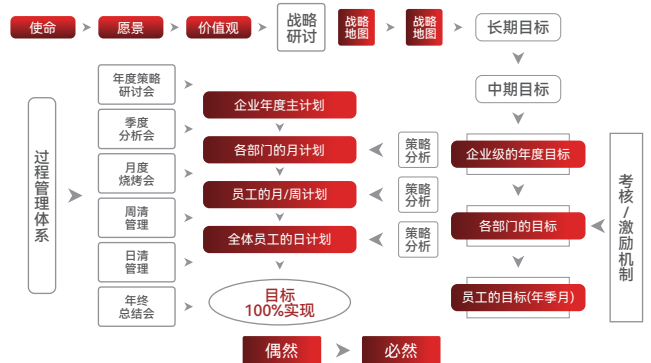 使命
愿景
价值观
战略
研讨
战略
地图
战略
地图
长期目标
中期目标
年度策略
研讨会
季度
分析会
月度
烧烤会
周清
管理
日清
管理
年终
总结会
过程管理体系
企业年度主计划
各部门的月计划
员工的月/周计划
全体员工的日计划
目标
100%实现
策略
分析
策略
分析
策略
分析
企业级的年度目标
各部门的目标
员工的目标(年季月)
考核/激励机制
偶然
必然